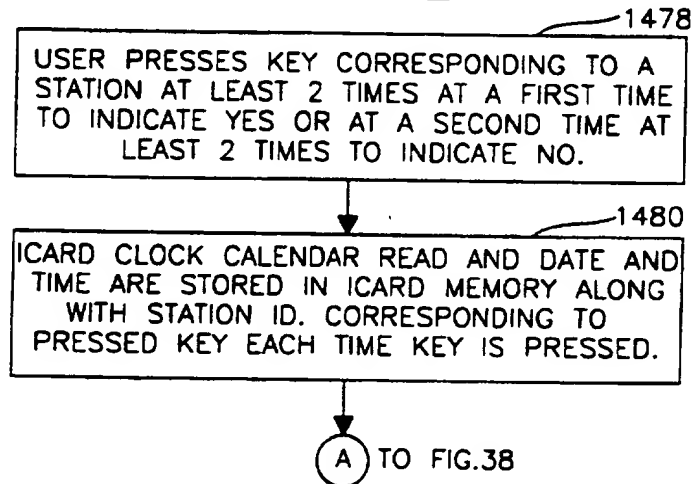 1478
USER PRESSES KEY CORRESPONDING TO A
STATION AT LEAST 2 TIMES AT A FIRST TIME
TO INDICATE YES OR AT A SECOND TIME AT
LEAST 2 TIMES TO INDICATE NO.
1480
ICARD CLOCK CALENDAR READ AND DATE AND
TIME ARE STORED IN ICARD MEMORY ALONG
WITH STATION ID. CORRESPONDING TO
PRESSED KEY EACH TIME KEY IS PRESSED.
A TO FIG.38